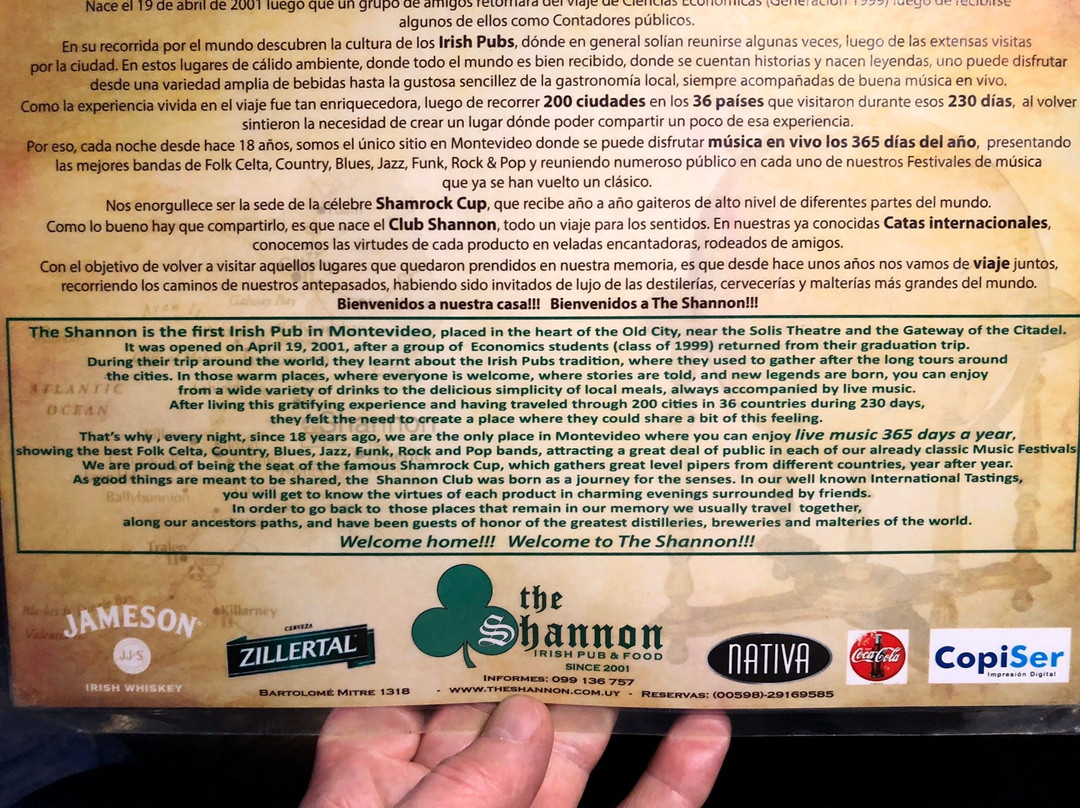 Nace el 19 de abril de 2001 luego que un grupo de amigos retornara del viaje de Ciencias Económicas (Generación 1999) luego de recibirse
algunos de ellos como Contadores públicos.
En su recorrida por el mundo descubren la cultura de los Irish Pubs, dónde en general solían reunirse algunas veces, luego de las extensas visitas
por la ciudad. En estos lugares de cálido ambiente, donde todo el mundo es bien recibido, donde se cuentan historias y nacen leyendas, uno puede disfrutar
desde una variedad amplia de bebidas hasta la gustosa sencillez de la gastronomía local, siempre acompañadas de buena música en vivo.
Como la experiencia vivida en el viaje fue tan enriquecedora, luego de recorrer 200 ciudades en los 36 países que visitaron durante esos 230 días, al volver
sintieron la necesidad de crear un lugar dónde poder compartir un poco de esa experiencia.
Por eso, cada noche desde hace 18 años, somos el único sitio en Montevideo donde se puede disfrutar música en vivo los 365 días del año, presentando
las mejores bandas de Folk Celta, Country, Blues, Jazz, Funk, Rock & Pop y reuniendo numeroso público en cada uno de nuestros Festivales de música
que ya se han vuelto un clásico.
Nos enorgullece ser la sede de la célebre Shamrock Cup, que recibe año a año gaiteros de alto nivel de diferentes partes del mundo.
Como lo bueno hay que compartirlo, es que nace el Club Shannon, todo un viaje para los sentidos. En nuestras ya conocidas Catas internacionales,
conocemos las virtudes de cada producto en veladas encantadoras, rodeados de amigos.
Con el objetivo de volver a visitar aquellos lugares que quedaron prendidos en nuestra memoria, es que desde hace unos años nos vamos de viaje juntos,
recorriendo los caminos de nuestros antepasados, habiendo sido invitados de lujo de las destilerías, cervecerías y malterías más grandes del mundo.
Bienvenidos a nuestra casa!!! Bienvenidos a The Shannon!!!
The Shannon is the first Irish Pub in Montevideo, placed in the heart of the Old City, near the Solis Theatre and the Gateway of the Citadel.
It was opened on April 19, 2001, after a group of Economics students (class of 1999) returned from their graduation trip.
During their trip around the world, they learnt about the Irish Pubs tradition, where they used to gather after the long tours around
the cities. In those warm places, where everyone is welcome, where stories are told, and new legends are born, you can enjoy
from a wide variety of drinks to the delicious simplicity of local meals, always accompanied by live music.
After living this gratifying experience and having traveled through 200 cities in 36 countries during 230 days,
they felt the need to create a place where they could share a bit of this feeling.
That's why , every night, since 18 years ago, we are the only place in Montevideo where you can enjoy live music 365 days a year,
showing the best Folk Celta, Country, Blues, Jazz, Funk, Rock and Pop bands, attracting a great deal of public in each of our already classic Music Festivals
We are proud of being the seat of the famous Shamrock Cup, which gathers great level pipers from different countries, year after year.
As good things are meant to be shared, the Shannon Club was born as a journey for the senses. In our well known International Tastings,
you will get to know the virtues of each product in charming evenings surrounded by friends.
In order to go back to those places that remain in our memory we usually travel together,
along our ancestors paths, and have been guests of honor of the greatest distilleries, breweries and malteries of the world.
Welcome home!!! Welcome to The Shannon!!!
ATLANTIC
OCEAN
Galway Bay
Shannon
Ballybunnion
Tralee
Killarney
JAMESON
JJ&S
IRISH WHISKEY
CERVEZA
ZILLERTAL
the
Shannon
IRISH PUB & FOOD
SINCE 2001
NATIVA
Coca-Cola
CopiSer
Impresión Digital
Informes: 099 136 757
Bartolomé Mitre 1318 - www.theshannon.com.uy - Reservas: (00598)-29169585